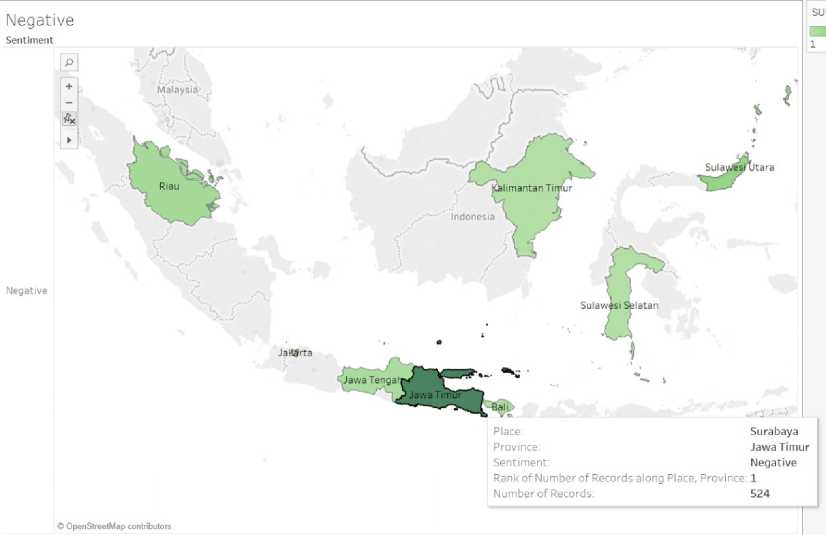 Negative
SU
Sentiment
1
Malaysia
Riau
Sulawesi Utara
Kalimantan Timur
Indonesia
Negative
Sulawesi Selatan
Jakarta
Jawa Tengah
Jawa Timur
Bali
Place: Surabaya
Province: Jawa Timur
Sentiment: Negative
Rank of Number of Records along Place, Province: 1
Number of Records: 524
© OpenStreetMap contributors